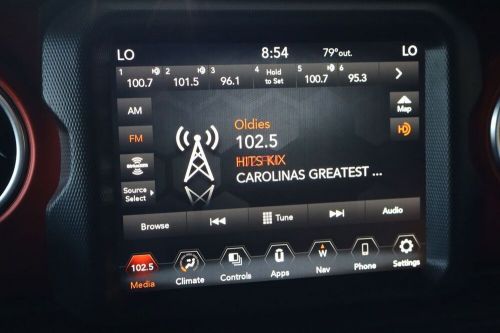 LO 8:54 79°out. LO
1 2 3 4 Hold to Set 5 6
100.7 101.5 96.1 100.7 95.3
AM
Map
FM
Oldies
102.5
HITS KIX
SiriusXM
CAROLINAS GREATEST ...
Source
Select
Browse Tune Audio
102.5 W
Media Climate Controls Apps Nav Phone Settings